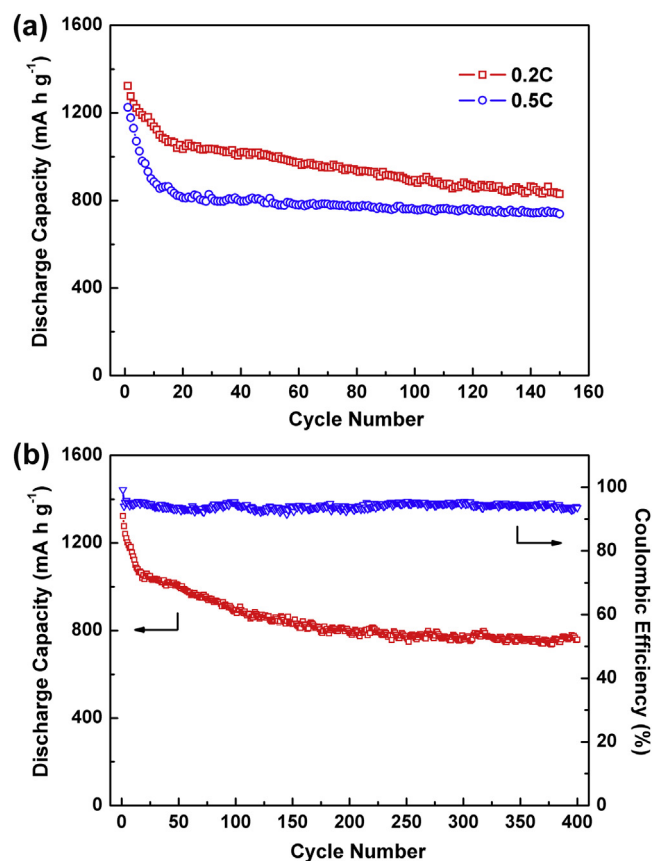 (a)
1600
1200
800
400
0
Discharge Capacity (mA h g⁻¹)
0.2C
0.5C
0 20 40 60 80 100 120 140 160
Cycle Number
(b)
1600
1200
800
400
0
Discharge Capacity (mA h g⁻¹)
100
80
60
40
20
0
Coulombic Efficiency (%)
0 50 100 150 200 250 300 350 400
Cycle Number